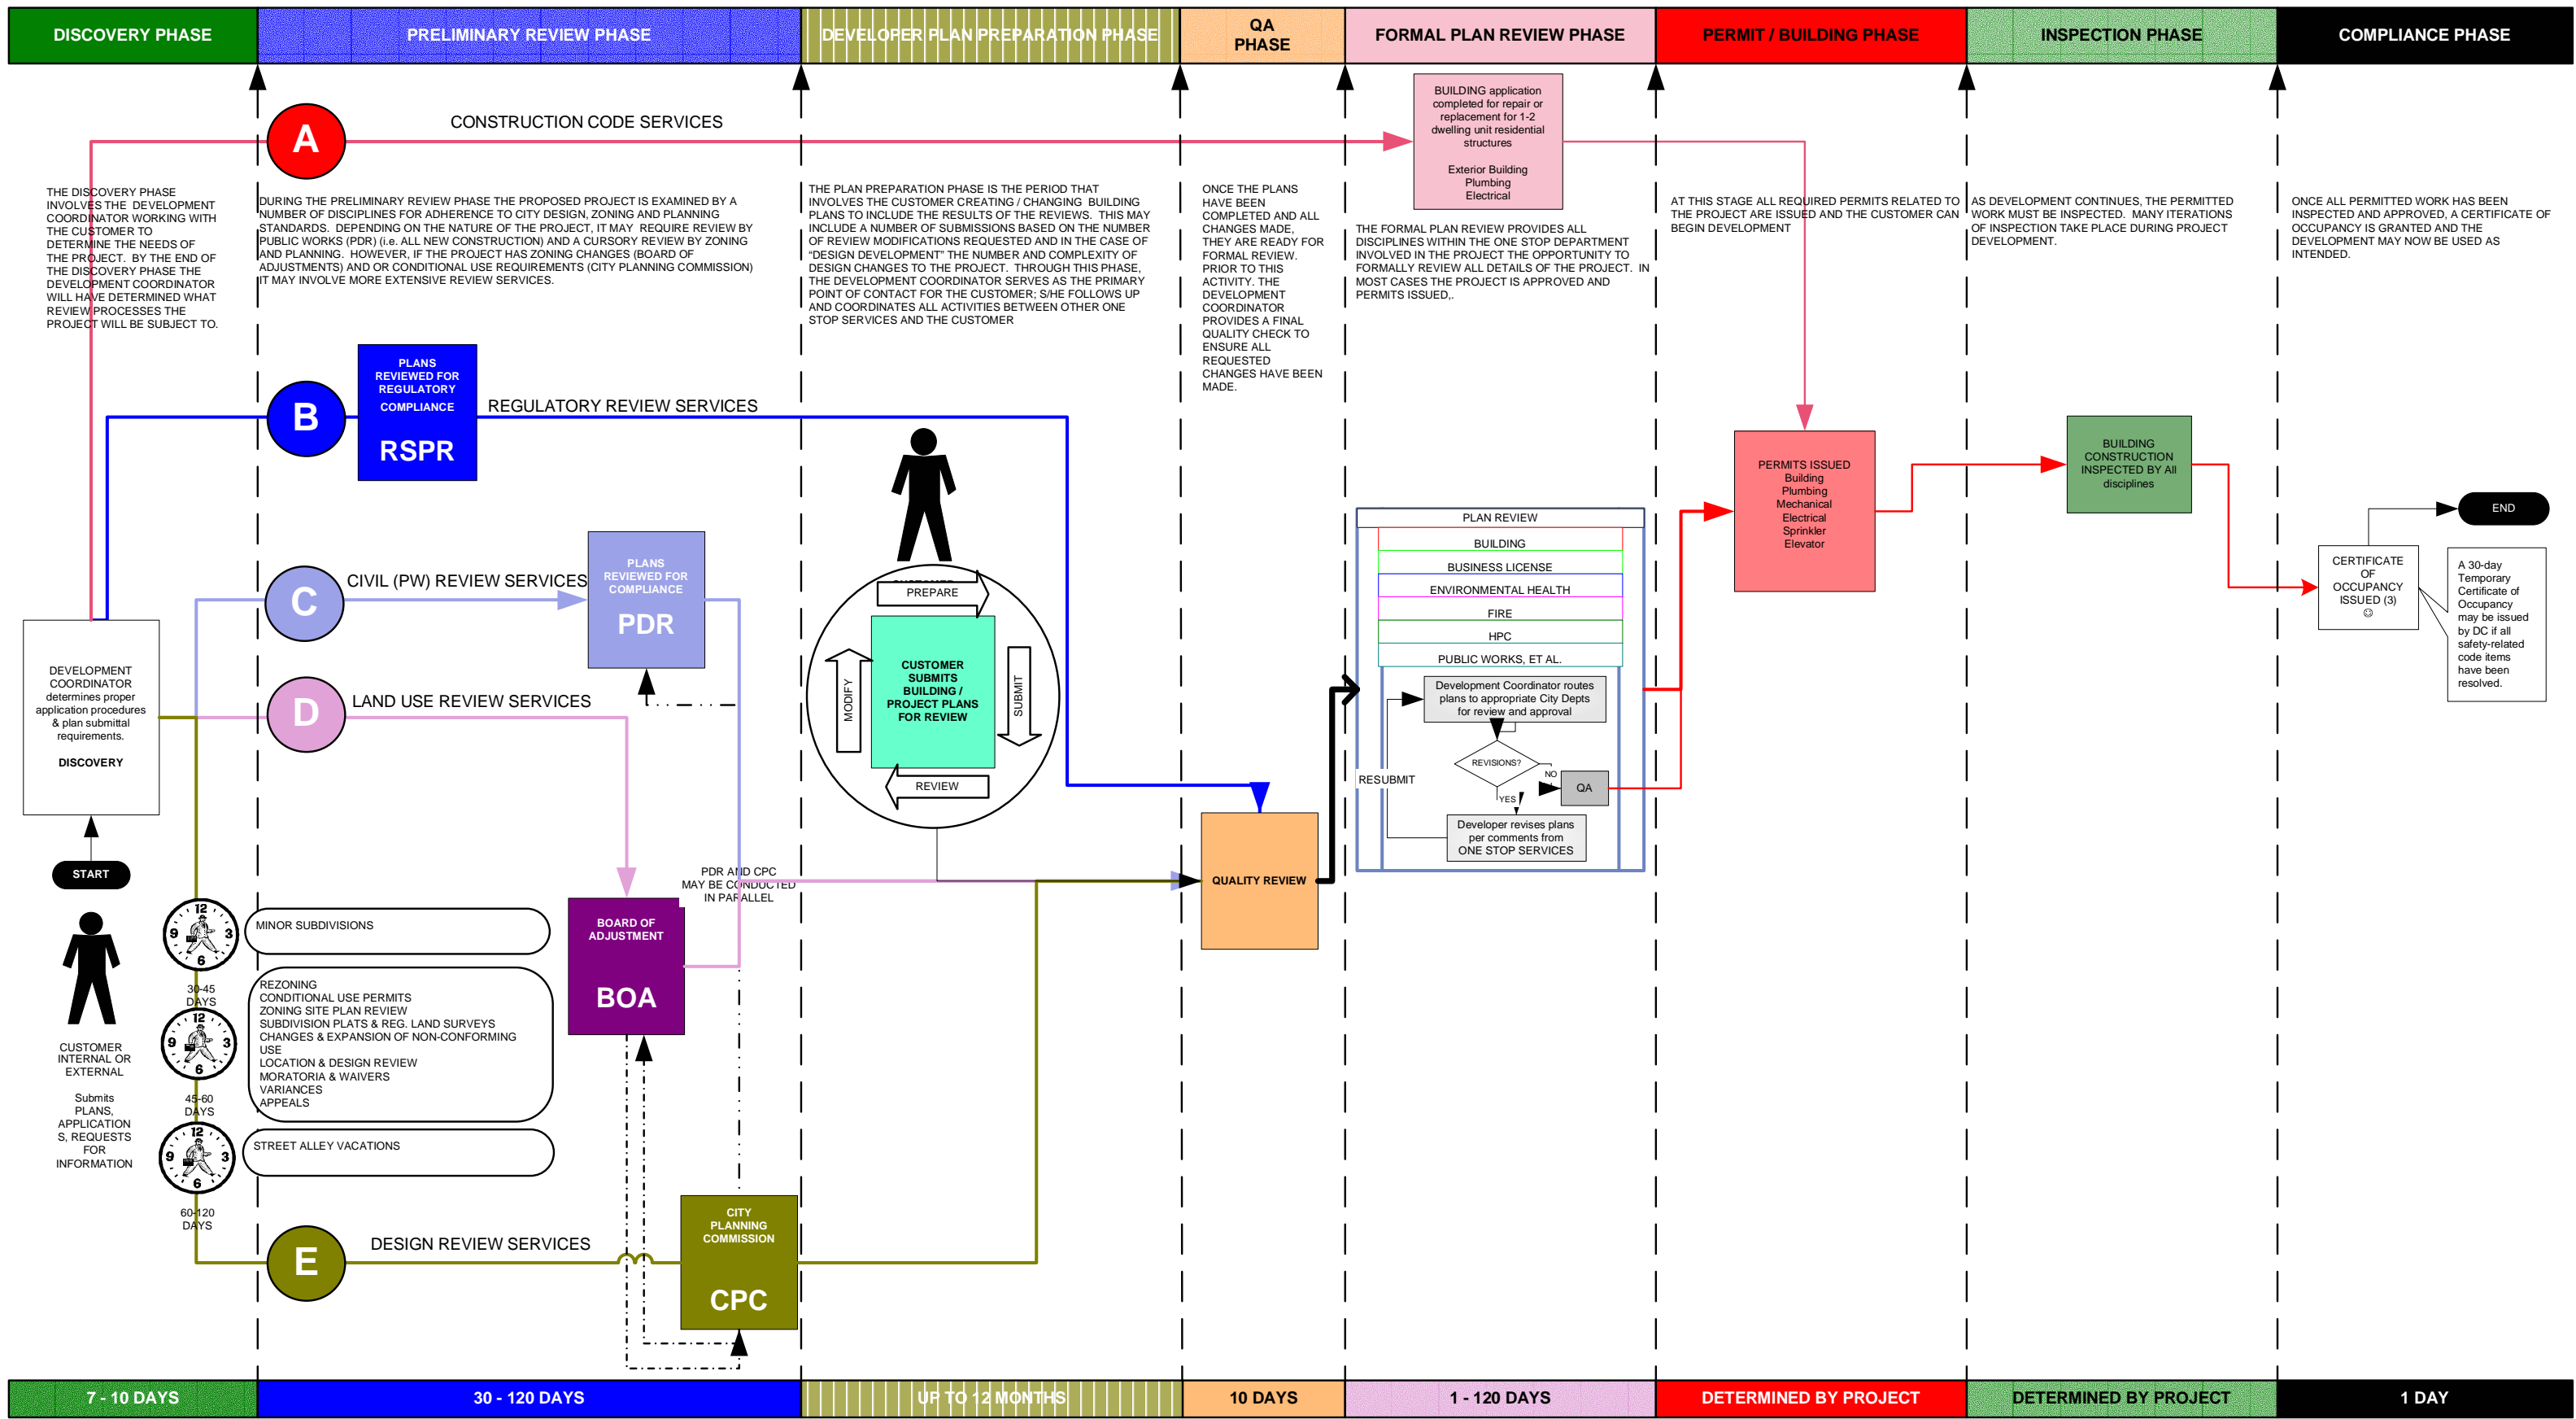 DISCOVERY PHASE
PRELIMINARY REVIEW PHASE
DEVELOPER PLAN PREPARATION PHASE
QA
PHASE
FORMAL PLAN REVIEW PHASE
PERMIT / BUILDING PHASE
INSPECTION PHASE
COMPLIANCE PHASE
A
CONSTRUCTION CODE SERVICES
BUILDING application
completed for repair or
replacement for 1-2
dwelling unit residential
structures
Exterior Building
Plumbing
Electrical
THE DISCOVERY PHASE
INVOLVES THE DEVELOPMENT
COORDINATOR WORKING WITH
THE CUSTOMER TO
DETERMINE THE NEEDS OF
THE PROJECT. BY THE END OF
THE DISCOVERY PHASE THE
DEVELOPMENT COORDINATOR
WILL HAVE DETERMINED WHAT
REVIEW PROCESSES THE
PROJECT WILL BE SUBJECT TO.
DURING THE PRELIMINARY REVIEW PHASE THE PROPOSED PROJECT IS EXAMINED BY A
NUMBER OF DISCIPLINES FOR ADHERENCE TO CITY DESIGN, ZONING AND PLANNING
STANDARDS. DEPENDING ON THE NATURE OF THE PROJECT, IT MAY REQUIRE REVIEW BY
PUBLIC WORKS (PDR) (i.e. ALL NEW CONSTRUCTION) AND A CURSORY REVIEW BY ZONING
AND PLANNING. HOWEVER, IF THE PROJECT HAS ZONING CHANGES (BOARD OF
ADJUSTMENTS) AND OR CONDITIONAL USE REQUIREMENTS (CITY PLANNING COMMISSION)
IT MAY INVOLVE MORE EXTENSIVE REVIEW SERVICES.
THE PLAN PREPARATION PHASE IS THE PERIOD THAT
INVOLVES THE CUSTOMER CREATING / CHANGING BUILDING
PLANS TO INCLUDE THE RESULTS OF THE REVIEWS. THIS MAY
INCLUDE A NUMBER OF SUBMISSIONS BASED ON THE NUMBER
OF REVIEW MODIFICATIONS REQUESTED AND IN THE CASE OF
"DESIGN DEVELOPMENT" THE NUMBER AND COMPLEXITY OF
DESIGN CHANGES TO THE PROJECT. THROUGH THIS PHASE,
THE DEVELOPMENT COORDINATOR SERVES AS THE PRIMARY
POINT OF CONTACT FOR THE CUSTOMER; S/HE FOLLOWS UP
AND COORDINATES ALL ACTIVITIES BETWEEN OTHER ONE
STOP SERVICES AND THE CUSTOMER
ONCE THE PLANS
HAVE BEEN
COMPLETED AND ALL
CHANGES MADE,
THEY ARE READY FOR
FORMAL REVIEW.
PRIOR TO THIS
ACTIVITY. THE
DEVELOPMENT
COORDINATOR
PROVIDES A FINAL
QUALITY CHECK TO
ENSURE ALL
REQUESTED
CHANGES HAVE BEEN
MADE.
THE FORMAL PLAN REVIEW PROVIDES ALL
DISCIPLINES WITHIN THE ONE STOP DEPARTMENT
INVOLVED IN THE PROJECT THE OPPORTUNITY TO
FORMALLY REVIEW ALL DETAILS OF THE PROJECT. IN
MOST CASES THE PROJECT IS APPROVED AND
PERMITS ISSUED,.
AT THIS STAGE ALL REQUIRED PERMITS RELATED TO
THE PROJECT ARE ISSUED AND THE CUSTOMER CAN
BEGIN DEVELOPMENT
AS DEVELOPMENT CONTINUES, THE PERMITTED
WORK MUST BE INSPECTED. MANY ITERATIONS
OF INSPECTION TAKE PLACE DURING PROJECT
DEVELOPMENT.
ONCE ALL PERMITTED WORK HAS BEEN
INSPECTED AND APPROVED, A CERTIFICATE OF
OCCUPANCY IS GRANTED AND THE
DEVELOPMENT MAY NOW BE USED AS
INTENDED.
B
PLANS
REVIEWED FOR
REGULATORY
COMPLIANCE
RSPR
REGULATORY REVIEW SERVICES
C
CIVIL (PW) REVIEW SERVICES
PLANS
REVIEWED FOR
COMPLIANCE
PDR
D
LAND USE REVIEW SERVICES
DEVELOPMENT
COORDINATOR
determines proper
application procedures
& plan submittal
requirements.
DISCOVERY
START
PREPARE
CUSTOMER
SUBMITS
BUILDING /
PROJECT PLANS
FOR REVIEW
MODIFY
SUBMIT
REVIEW
PLAN REVIEW
BUILDING
BUSINESS LICENSE
ENVIRONMENTAL HEALTH
FIRE
HPC
PUBLIC WORKS, ET AL.
Development Coordinator routes
plans to appropriate City Depts
for review and approval
REVISIONS?
NO
YES
QA
RESUBMIT
Developer revises plans
per comments from
ONE STOP SERVICES
PERMITS ISSUED
Building
Plumbing
Mechanical
Electrical
Sprinkler
Elevator
BUILDING
CONSTRUCTION
INSPECTED BY All
disciplines
END
CERTIFICATE
OF
OCCUPANCY
ISSUED (3)
☺
A 30-day
Temporary
Certificate of
Occupancy
may be issued
by DC if all
safety-related
code items
have been
resolved.
PDR AND CPC
MAY BE CONDUCTED
IN PARALLEL
QUALITY REVIEW
BOARD OF
ADJUSTMENT
BOA
12
9 3
6
MINOR SUBDIVISIONS
30-45
DAYS
12
9 3
6
REZONING
CONDITIONAL USE PERMITS
ZONING SITE PLAN REVIEW
SUBDIVISION PLATS & REG. LAND SURVEYS
CHANGES & EXPANSION OF NON-CONFORMING
USE
LOCATION & DESIGN REVIEW
MORATORIA & WAIVERS
VARIANCES
APPEALS
45-60
DAYS
12
9 3
6
STREET ALLEY VACATIONS
60-120
DAYS
CUSTOMER
INTERNAL OR
EXTERNAL
Submits
PLANS,
APPLICATION
S, REQUESTS
FOR
INFORMATION
E
DESIGN REVIEW SERVICES
CITY
PLANNING
COMMISSION
CPC
7 - 10 DAYS
30 - 120 DAYS
UP TO 12 MONTHS
10 DAYS
1 - 120 DAYS
DETERMINED BY PROJECT
DETERMINED BY PROJECT
1 DAY